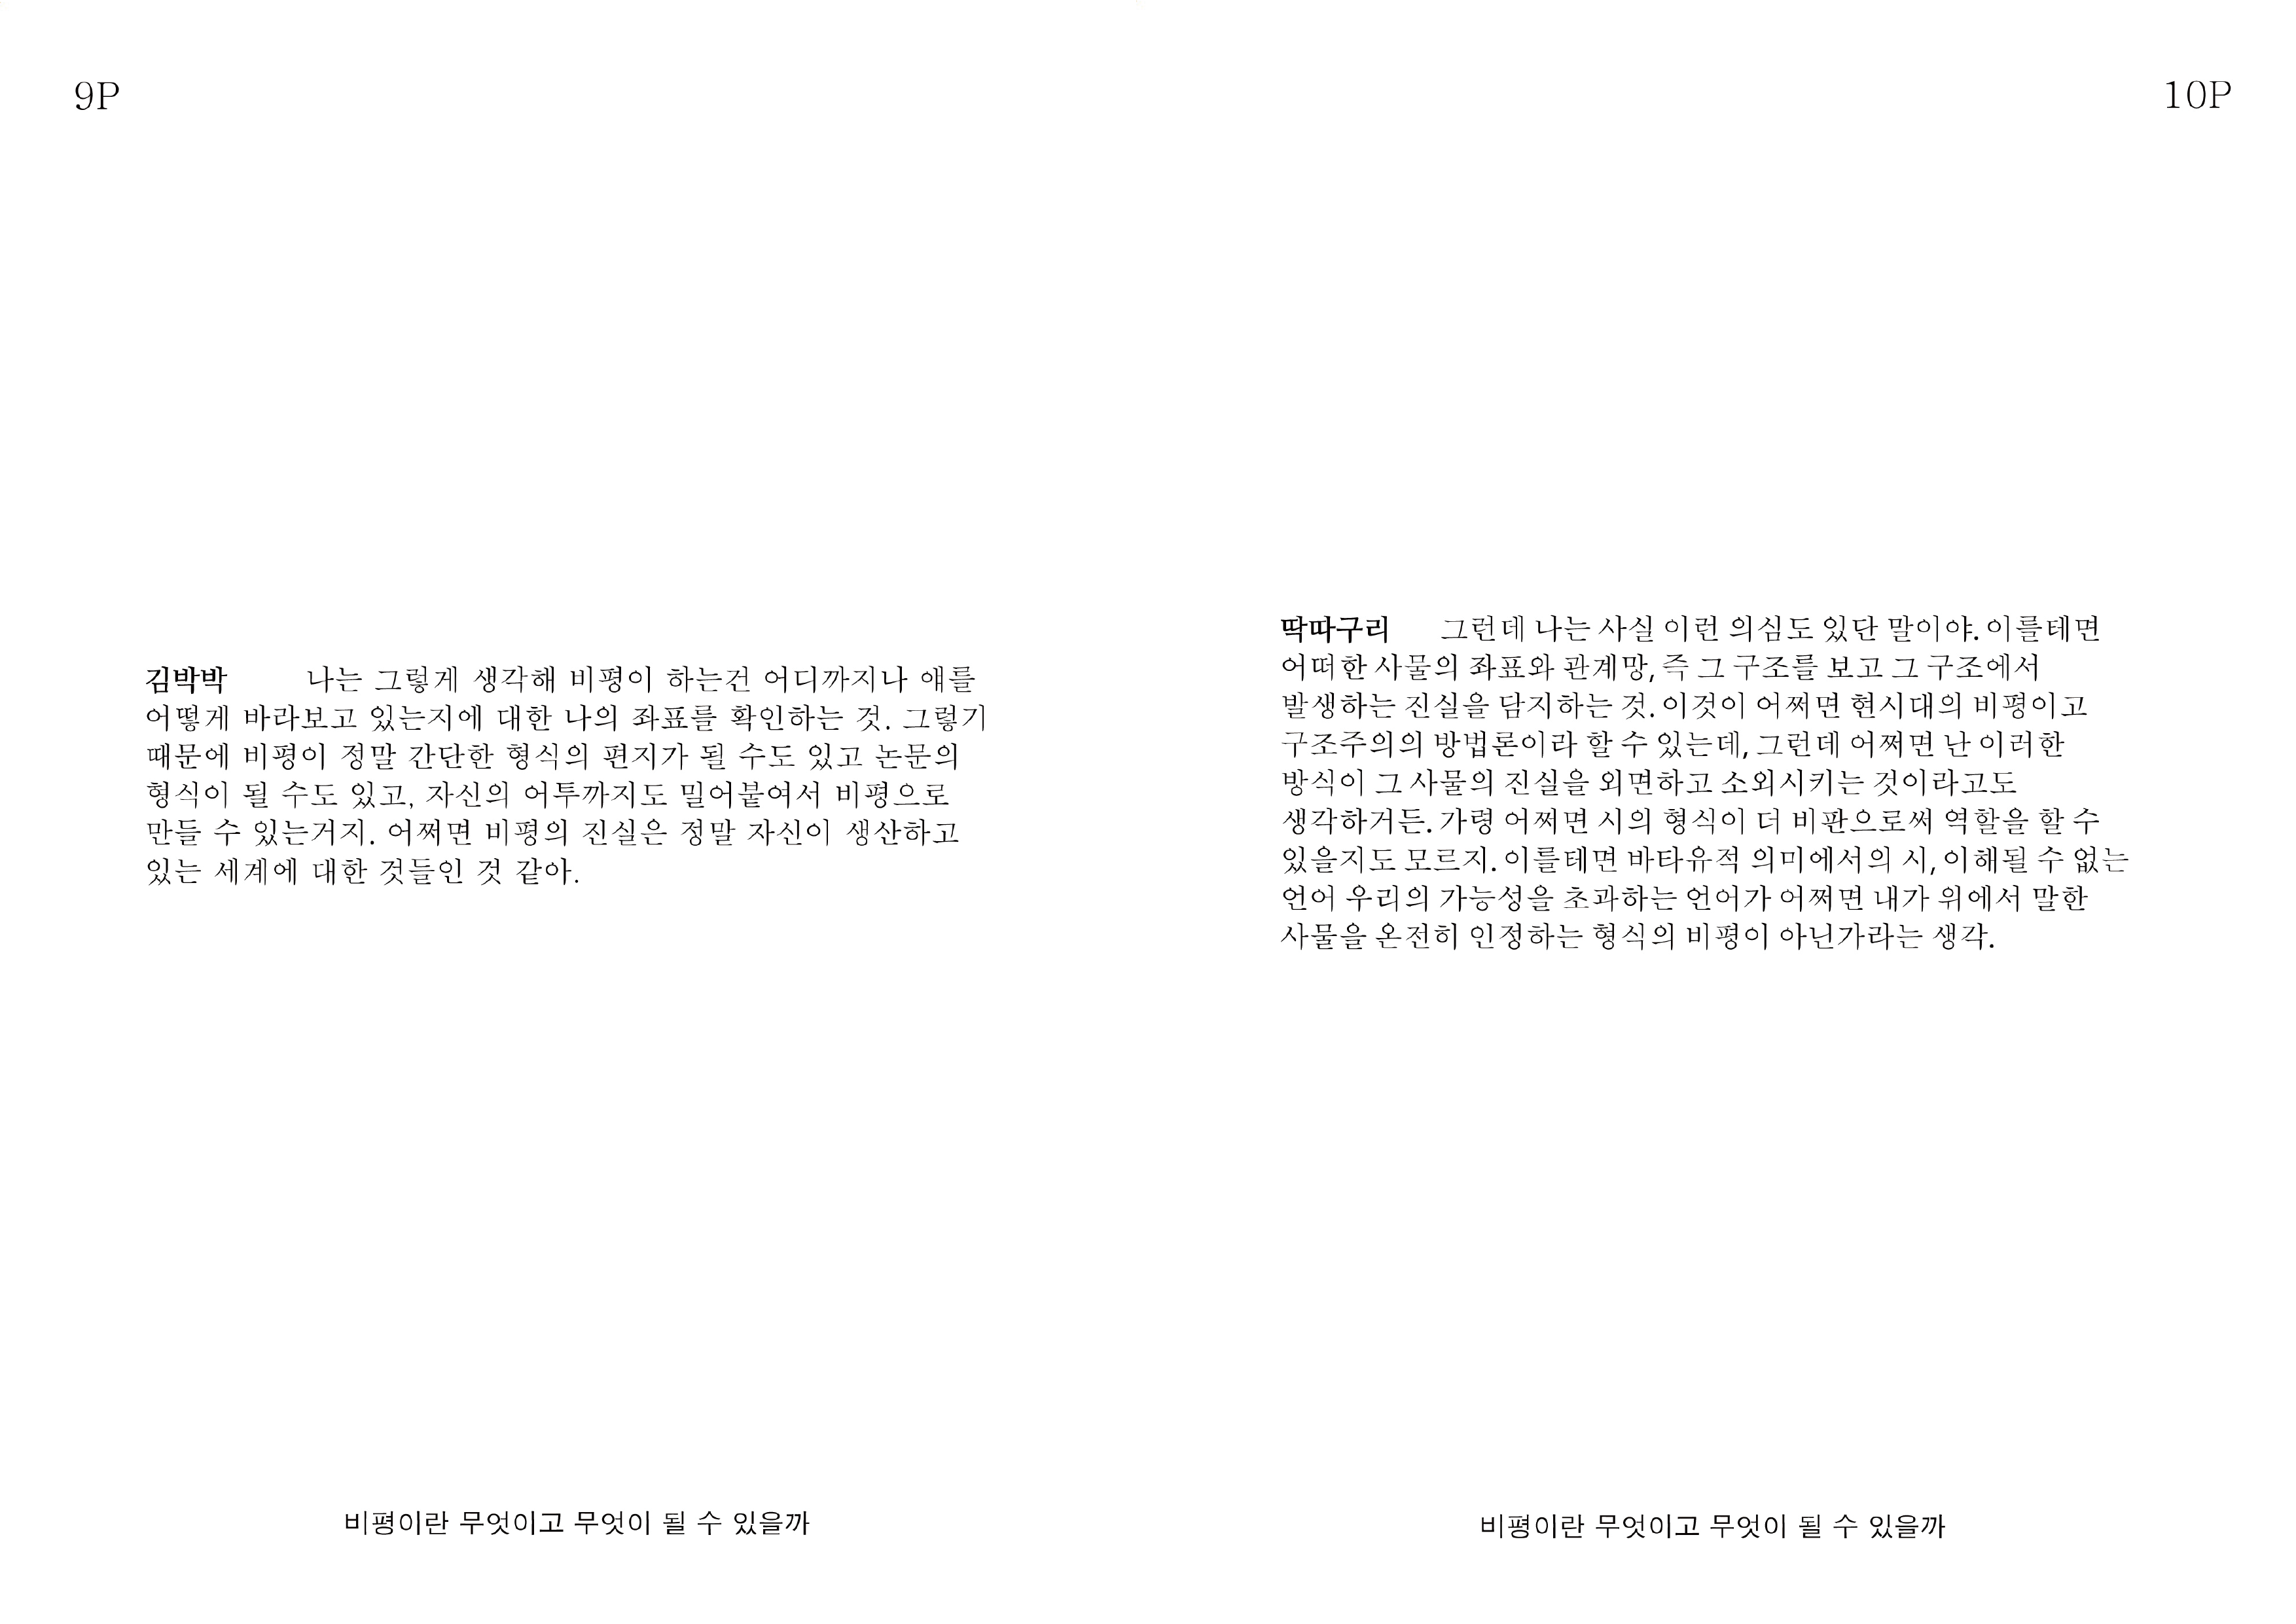 9P
김박박 나는 그렇게 생각해 비평이 하는건 어디까지나 얘를
어떻게 바라보고 있는지에 대한 나의 좌표를 확인하는 것. 그렇기
때문에 비평이 정말 간단한 형식의 편지가 될 수도 있고 논문의
형식이 될 수도 있고, 자신의 어투까지도 밀어붙여서 비평으로
만들 수 있는거지. 어쩌면 비평의 진실은 정말 자신이 생산하고
있는 세계에 대한 것들인 것 같아.
비평이란 무엇이고 무엇이 될 수 있을까
10P
딱따구리 그런데 나는 사실 이런 의심도 있단 말이야. 이를테면
어떠한 사물의 좌표와 관계망, 즉 그 구조를 보고 그 구조에서
발생하는 진실을 담지하는 것. 이것이 어쩌면 현시대의 비평이고
구조주의의 방법론이라 할 수 있는데, 그런데 어쩌면 난 이러한
방식이 그 사물의 진실을 외면하고 소외시키는 것이라고도
생각하거든. 가령 어쩌면 시의 형식이 더 비판으로써 역할을 할 수
있을지도 모르지. 이를테면 바타유적 의미에서의 시, 이해될 수 없는
언어 우리의 가능성을 초과하는 언어가 어쩌면 내가 위에서 말한
사물을 온전히 인정하는 형식의 비평이 아닌가라는 생각.
비평이란 무엇이고 무엇이 될 수 있을까